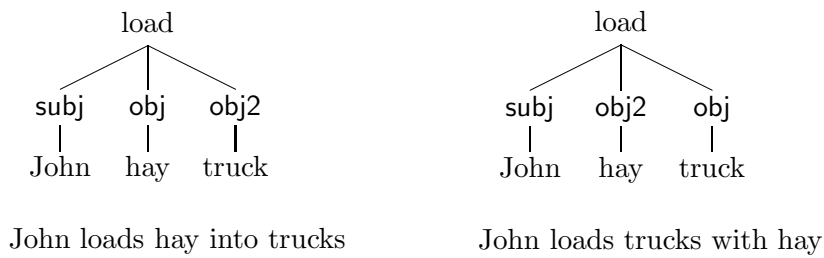 load load
subj obj obj2 subj obj2 obj
John hay truck John hay truck
John loads hay into trucks John loads trucks with hay